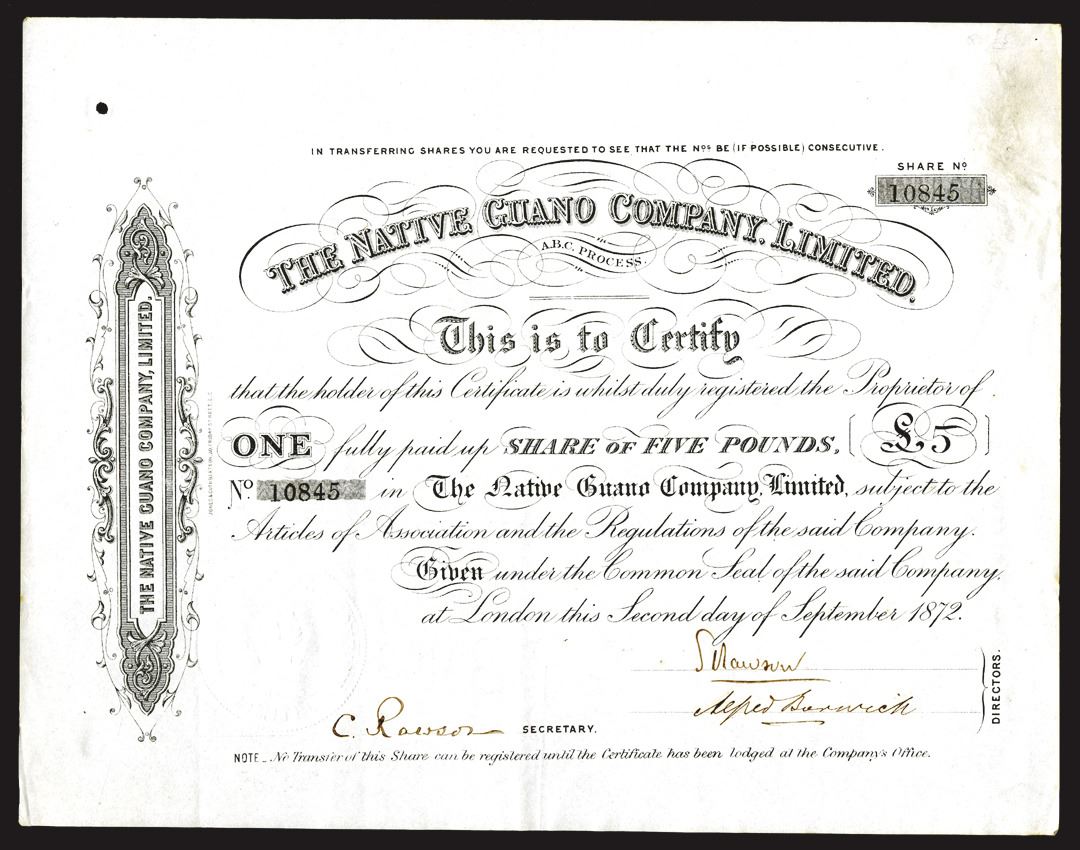 IN TRANSFERRING SHARES YOU ARE REQUESTED TO SEE THAT THE Nos BE (IF POSSIBLE) CONSECUTIVE.
SHARE No
10845
THE NATIVE GUANO COMPANY, LIMITED.
A.B.C. PROCESS.
This is to Certify
that the holder of this Certificate is whilst duly registered the Proprietor of
ONE fully paid up SHARE OF FIVE POUNDS, (£5)
No 10845 in The Native Guano Company, Limited, subject to the
Articles of Association and the Regulations of the said Company.
Given under the Common Seal of the said Company,
at London this Second day of September 1872.
Rawson
Alfred Barwick
DIRECTORS.
C. Rawson SECRETARY.
NOTE _ No Transfer of this Share can be registered until the Certificate has been lodged at the Company's Office.
THE NATIVE GUANO COMPANY, LIMITED.